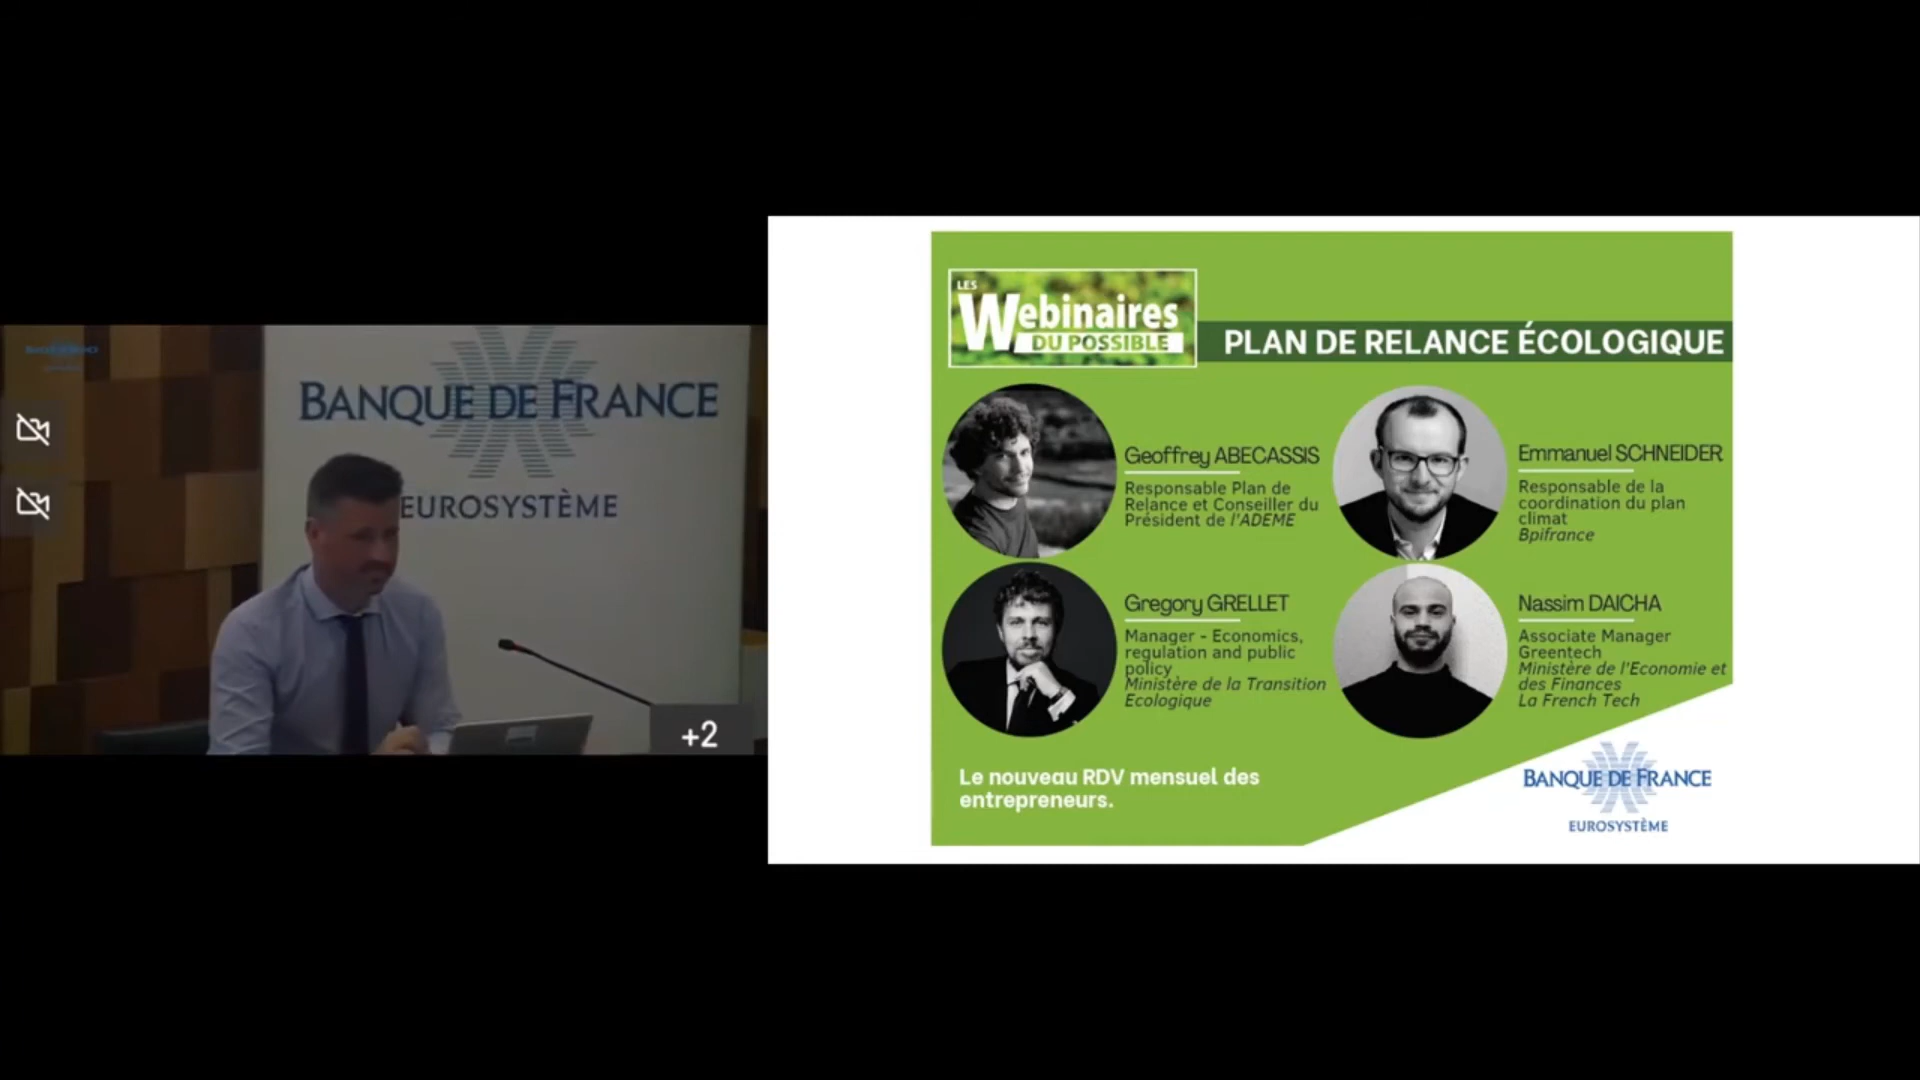 BANQUE DE FRANCE
EUROSYSTÈME
+2
LES
Webinaires
DU POSSIBLE
PLAN DE RELANCE ÉCOLOGIQUE
Geoffrey ABECASSIS
Responsable Plan de
Relance et Conseiller du
Président de l'ADEME
Emmanuel SCHNEIDER
Responsable de la
coordination du plan
climat
Bpifrance
Gregory GRELLET
Manager - Economics,
regulation and public
policy
Ministère de la Transition
Ecologique
Nassim DAICHA
Associate Manager
Greentech
Ministère de l'Economie et
des Finances
La French Tech
Le nouveau RDV mensuel des
entrepreneurs.
BANQUE DE FRANCE
EUROSYSTÈME